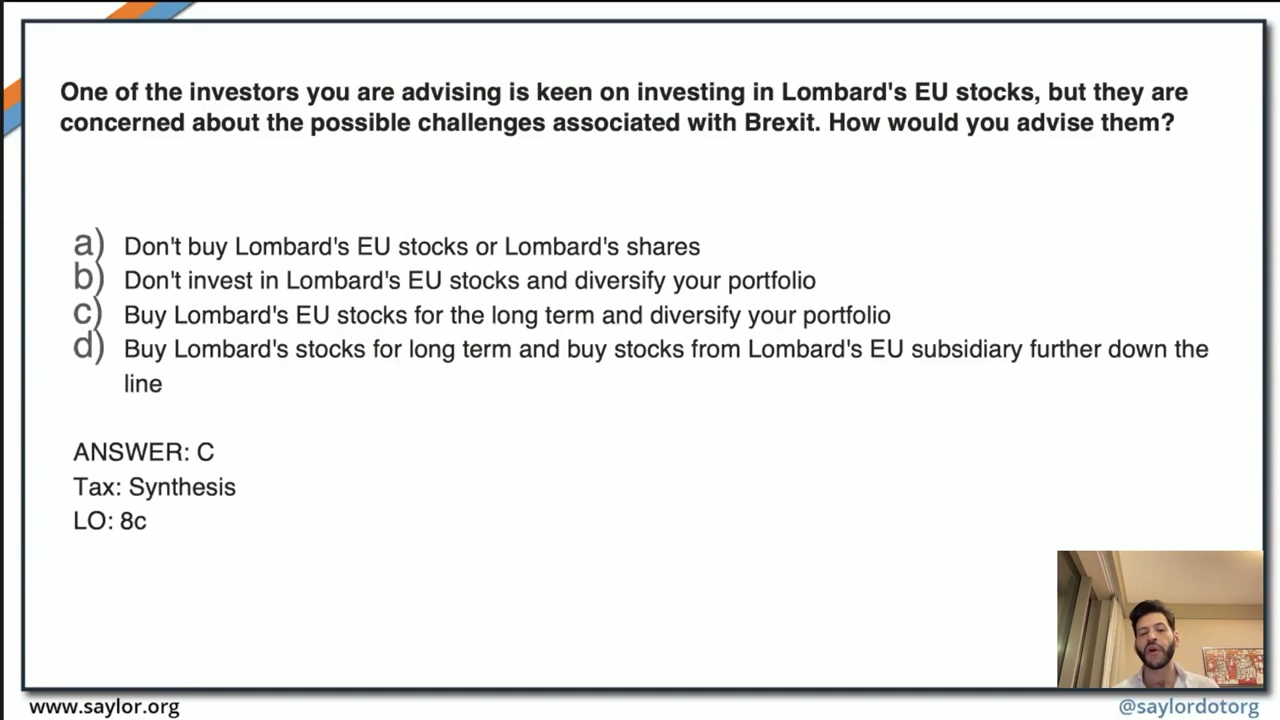 One of the investors you are advising is keen on investing in Lombard's EU stocks, but they are
concerned about the possible challenges associated with Brexit. How would you advise them?
a) Don't buy Lombard's EU stocks or Lombard's shares
b) Don't invest in Lombard's EU stocks and diversify your portfolio
c) Buy Lombard's EU stocks for the long term and diversify your portfolio
d) Buy Lombard's stocks for long term and buy stocks from Lombard's EU subsidiary further down the
line
ANSWER: C
Tax: Synthesis
LO: 8c
www.saylor.org
@saylordotorg